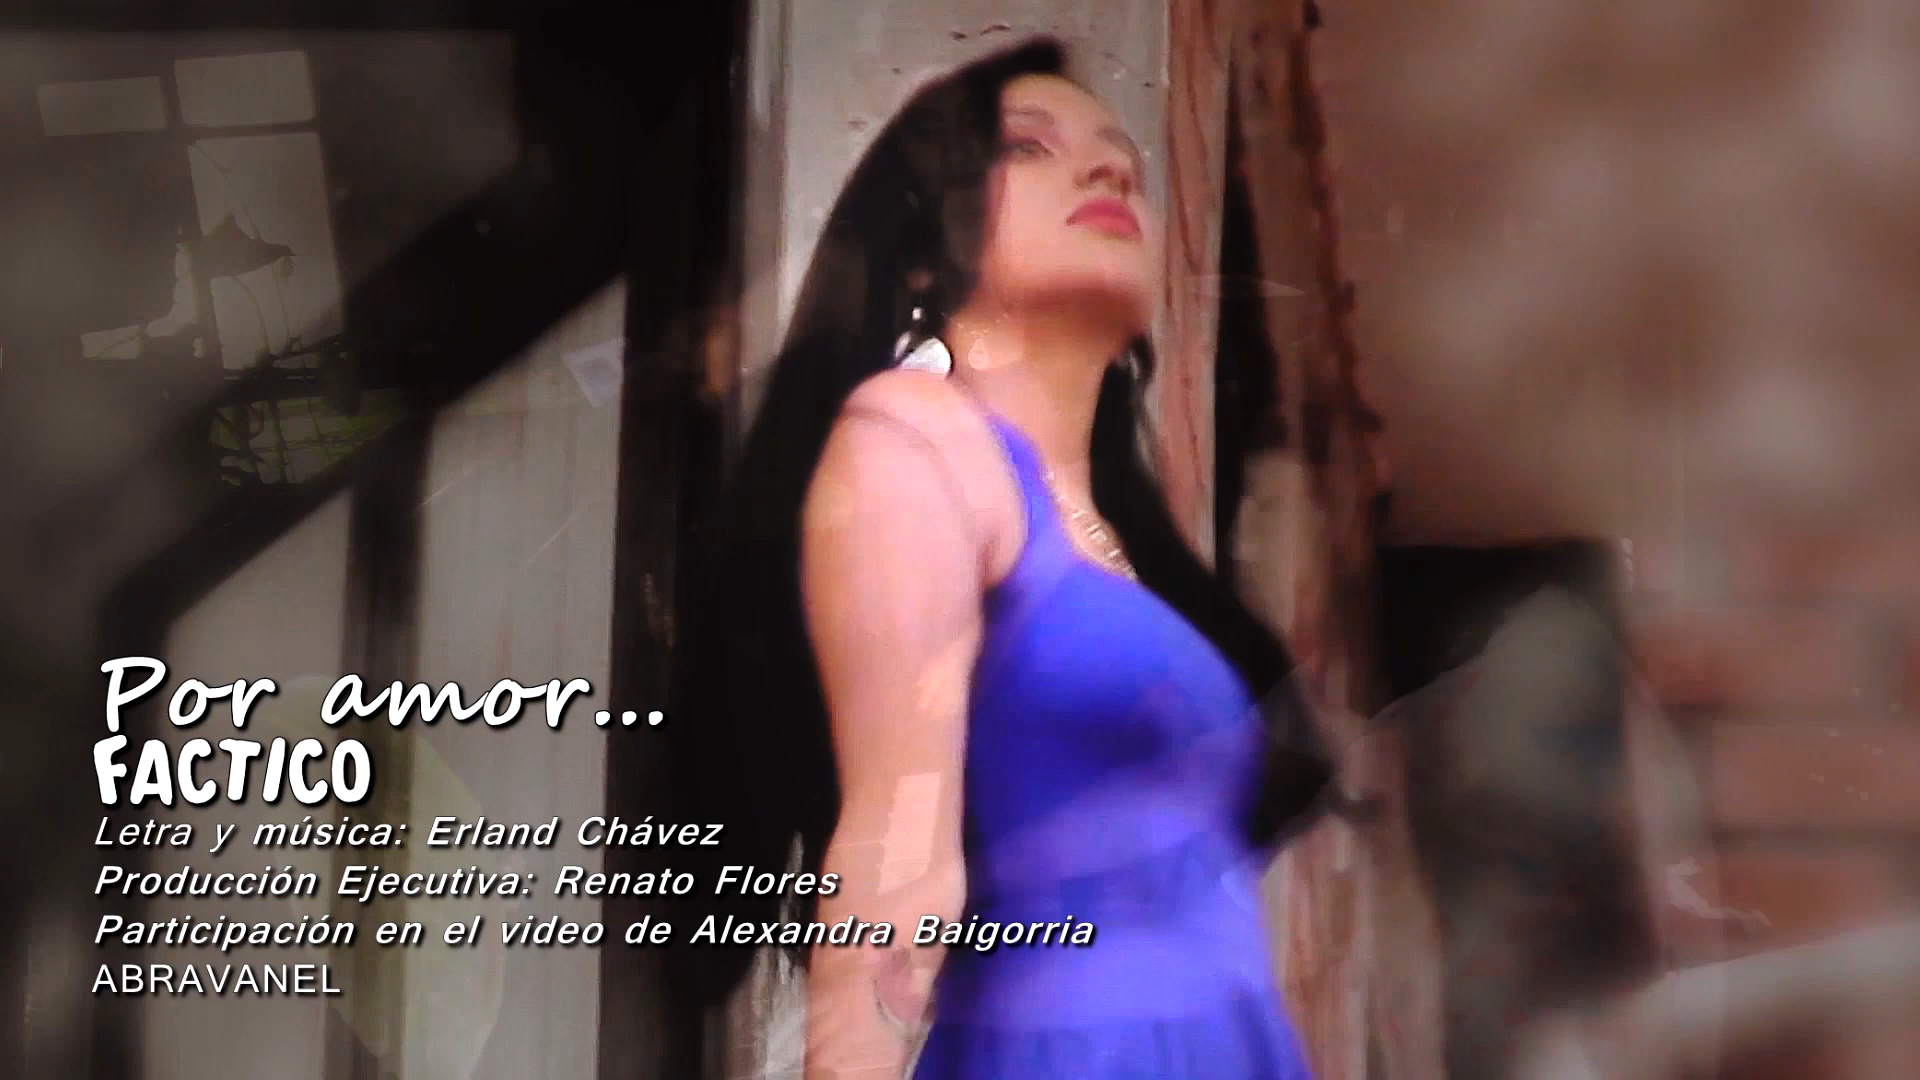 Por amor...
FACTICO
Letra y música: Erland Chávez
Producción Ejecutiva: Renato Flores
Participación en el video de Alexandra Baigorria
ABRAVANEL